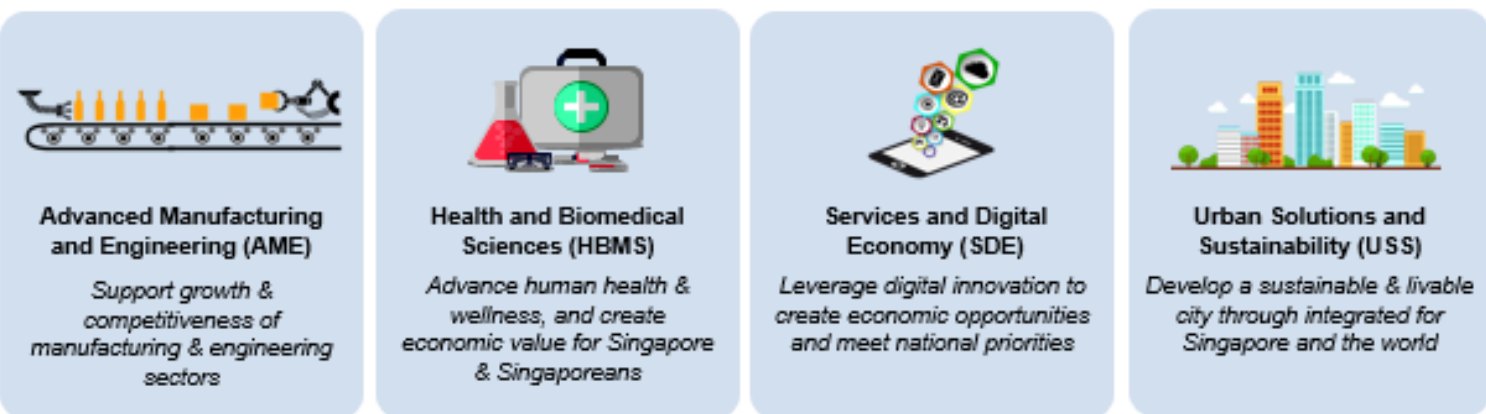 Advanced Manufacturing
and Engineering (AME)
Support growth &
competitiveness of
manufacturing & engineering
sectors
Health and Biomedical
Sciences (HBMS)
Advance human health &
wellness, and create
economic value for Singapore
& Singaporeans
Services and Digital
Economy (SDE)
Leverage digital innovation to
create economic opportunities
and meet national priorities
Urban Solutions and
Sustainability (USS)
Develop a sustainable & livable
city through integrated for
Singapore and the world